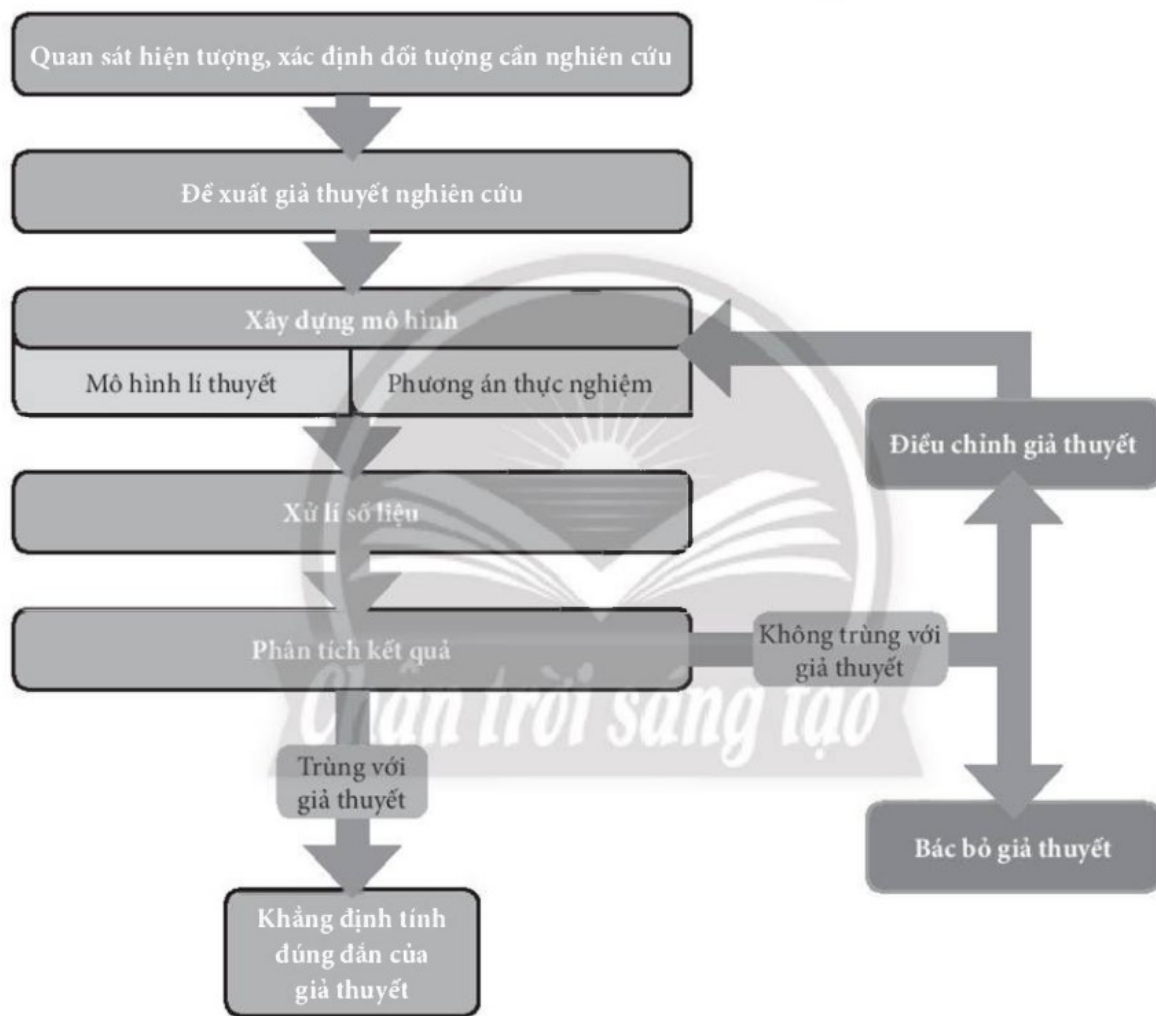 Quan sát hiện tượng, xác định đối tượng cần nghiên cứu
Đề xuất giả thuyết nghiên cứu
Xây dựng mô hình
Mô hình lí thuyết
Phương án thực nghiệm
Điều chỉnh giả thuyết
Xử lí số liệu
Phân tích kết quả
Không trùng với
giả thuyết
Chân trời sáng tạo
Trùng với
giả thuyết
Bác bỏ giả thuyết
Khẳng định tính
đúng đắn của
giả thuyết